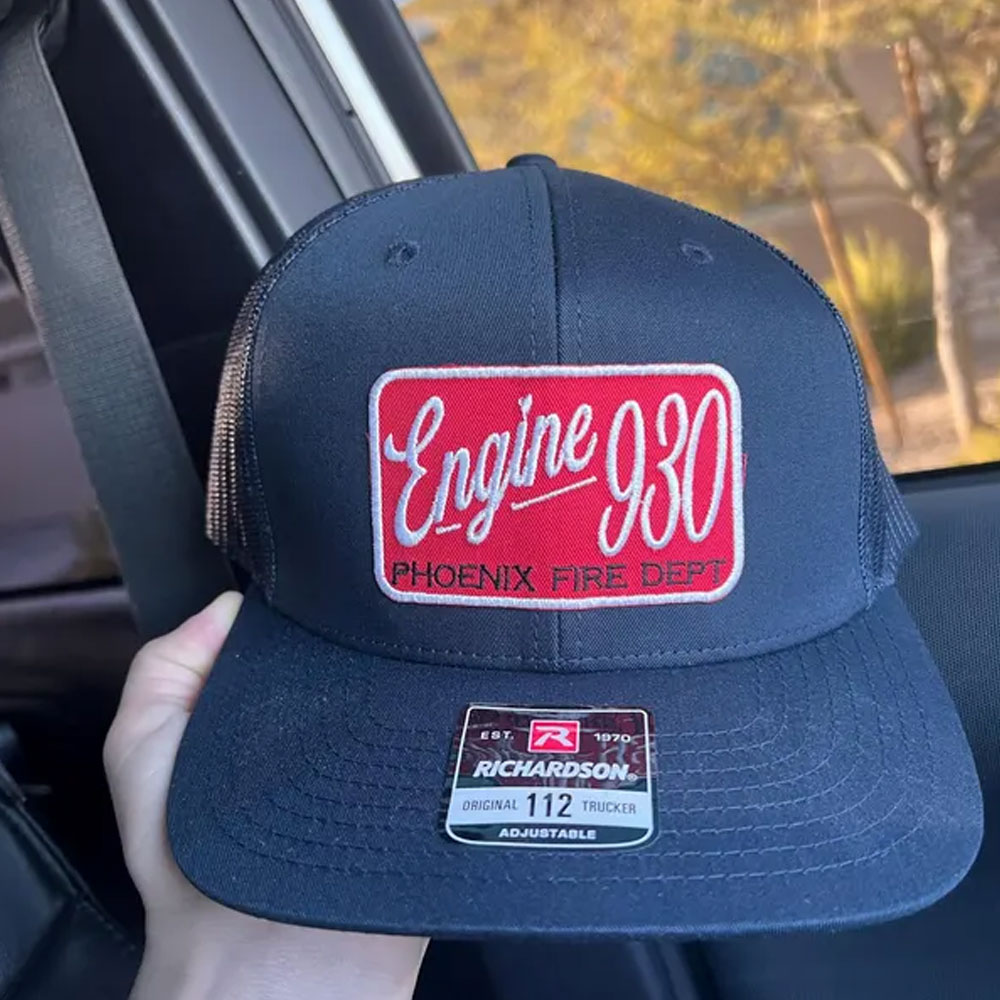 Engine 930
PHOENIX FIRE DEPT
EST. R 1970
RICHARDSON®
ORIGINAL 112 TRUCKER
ADJUSTABLE